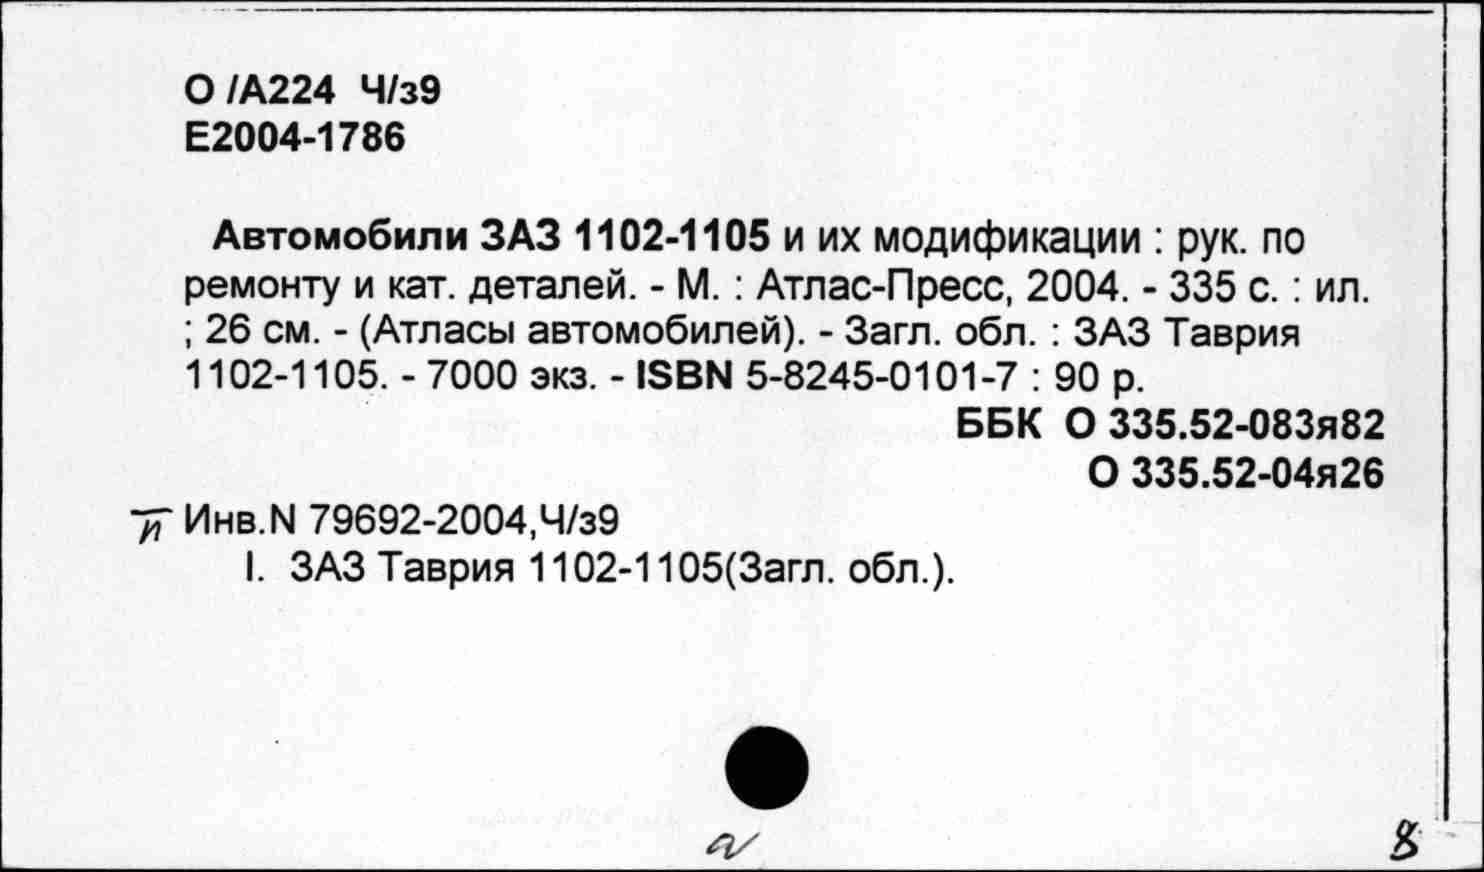 О /А224 Ч/з9
Е2004-1786
Автомобили ЗАЗ 1102-1105 и их модификации : рук. по
ремонту и кат. деталей. - М. : Атлас-Пресс, 2004. - 335 с. : ил.
; 26 см. - (Атласы автомобилей). - Загл. обл. : ЗАЗ Таврия
1102-1105. - 7000 экз. - ISBN 5-8245-0101-7 : 90 р.
ББК О 335.52-083я82
О 335.52-04я26
Инв.N 79692-2004,Ч/з9
I. ЗАЗ Таврия 1102-1105(Загл. обл.).